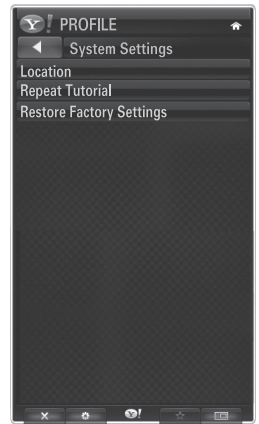 Y! PROFILE
System Settings
Location
Repeat Tutorial
Restore Factory Settings
Y!